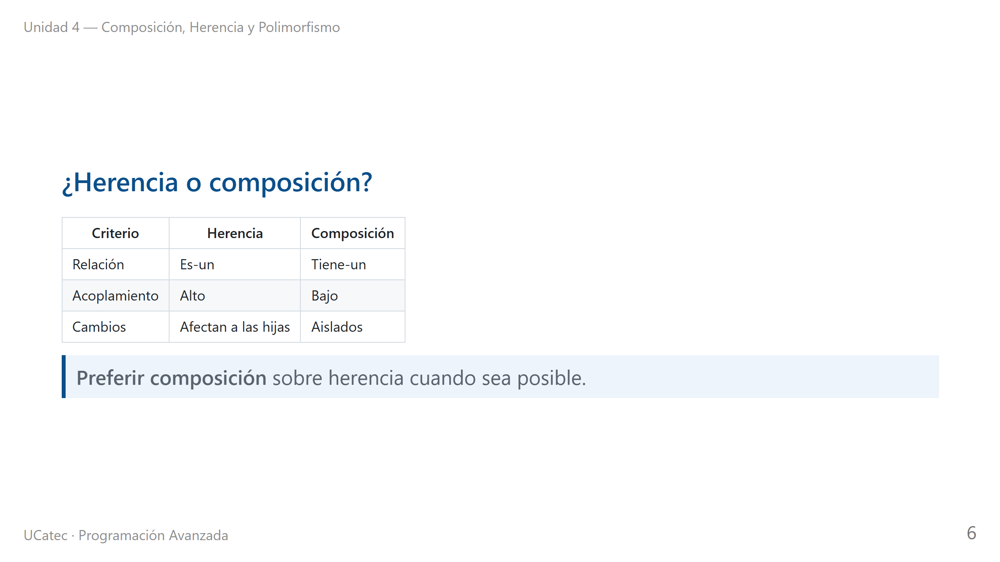 Unidad 4 — Composición, Herencia y Polimorfismo
¿Herencia o composición?
Criterio Herencia Composición
Relación Es-un Tiene-un
Acoplamiento Alto Bajo
Cambios Afectan a las hijas Aislados
Preferir composición sobre herencia cuando sea posible.
UCatec · Programación Avanzada
6